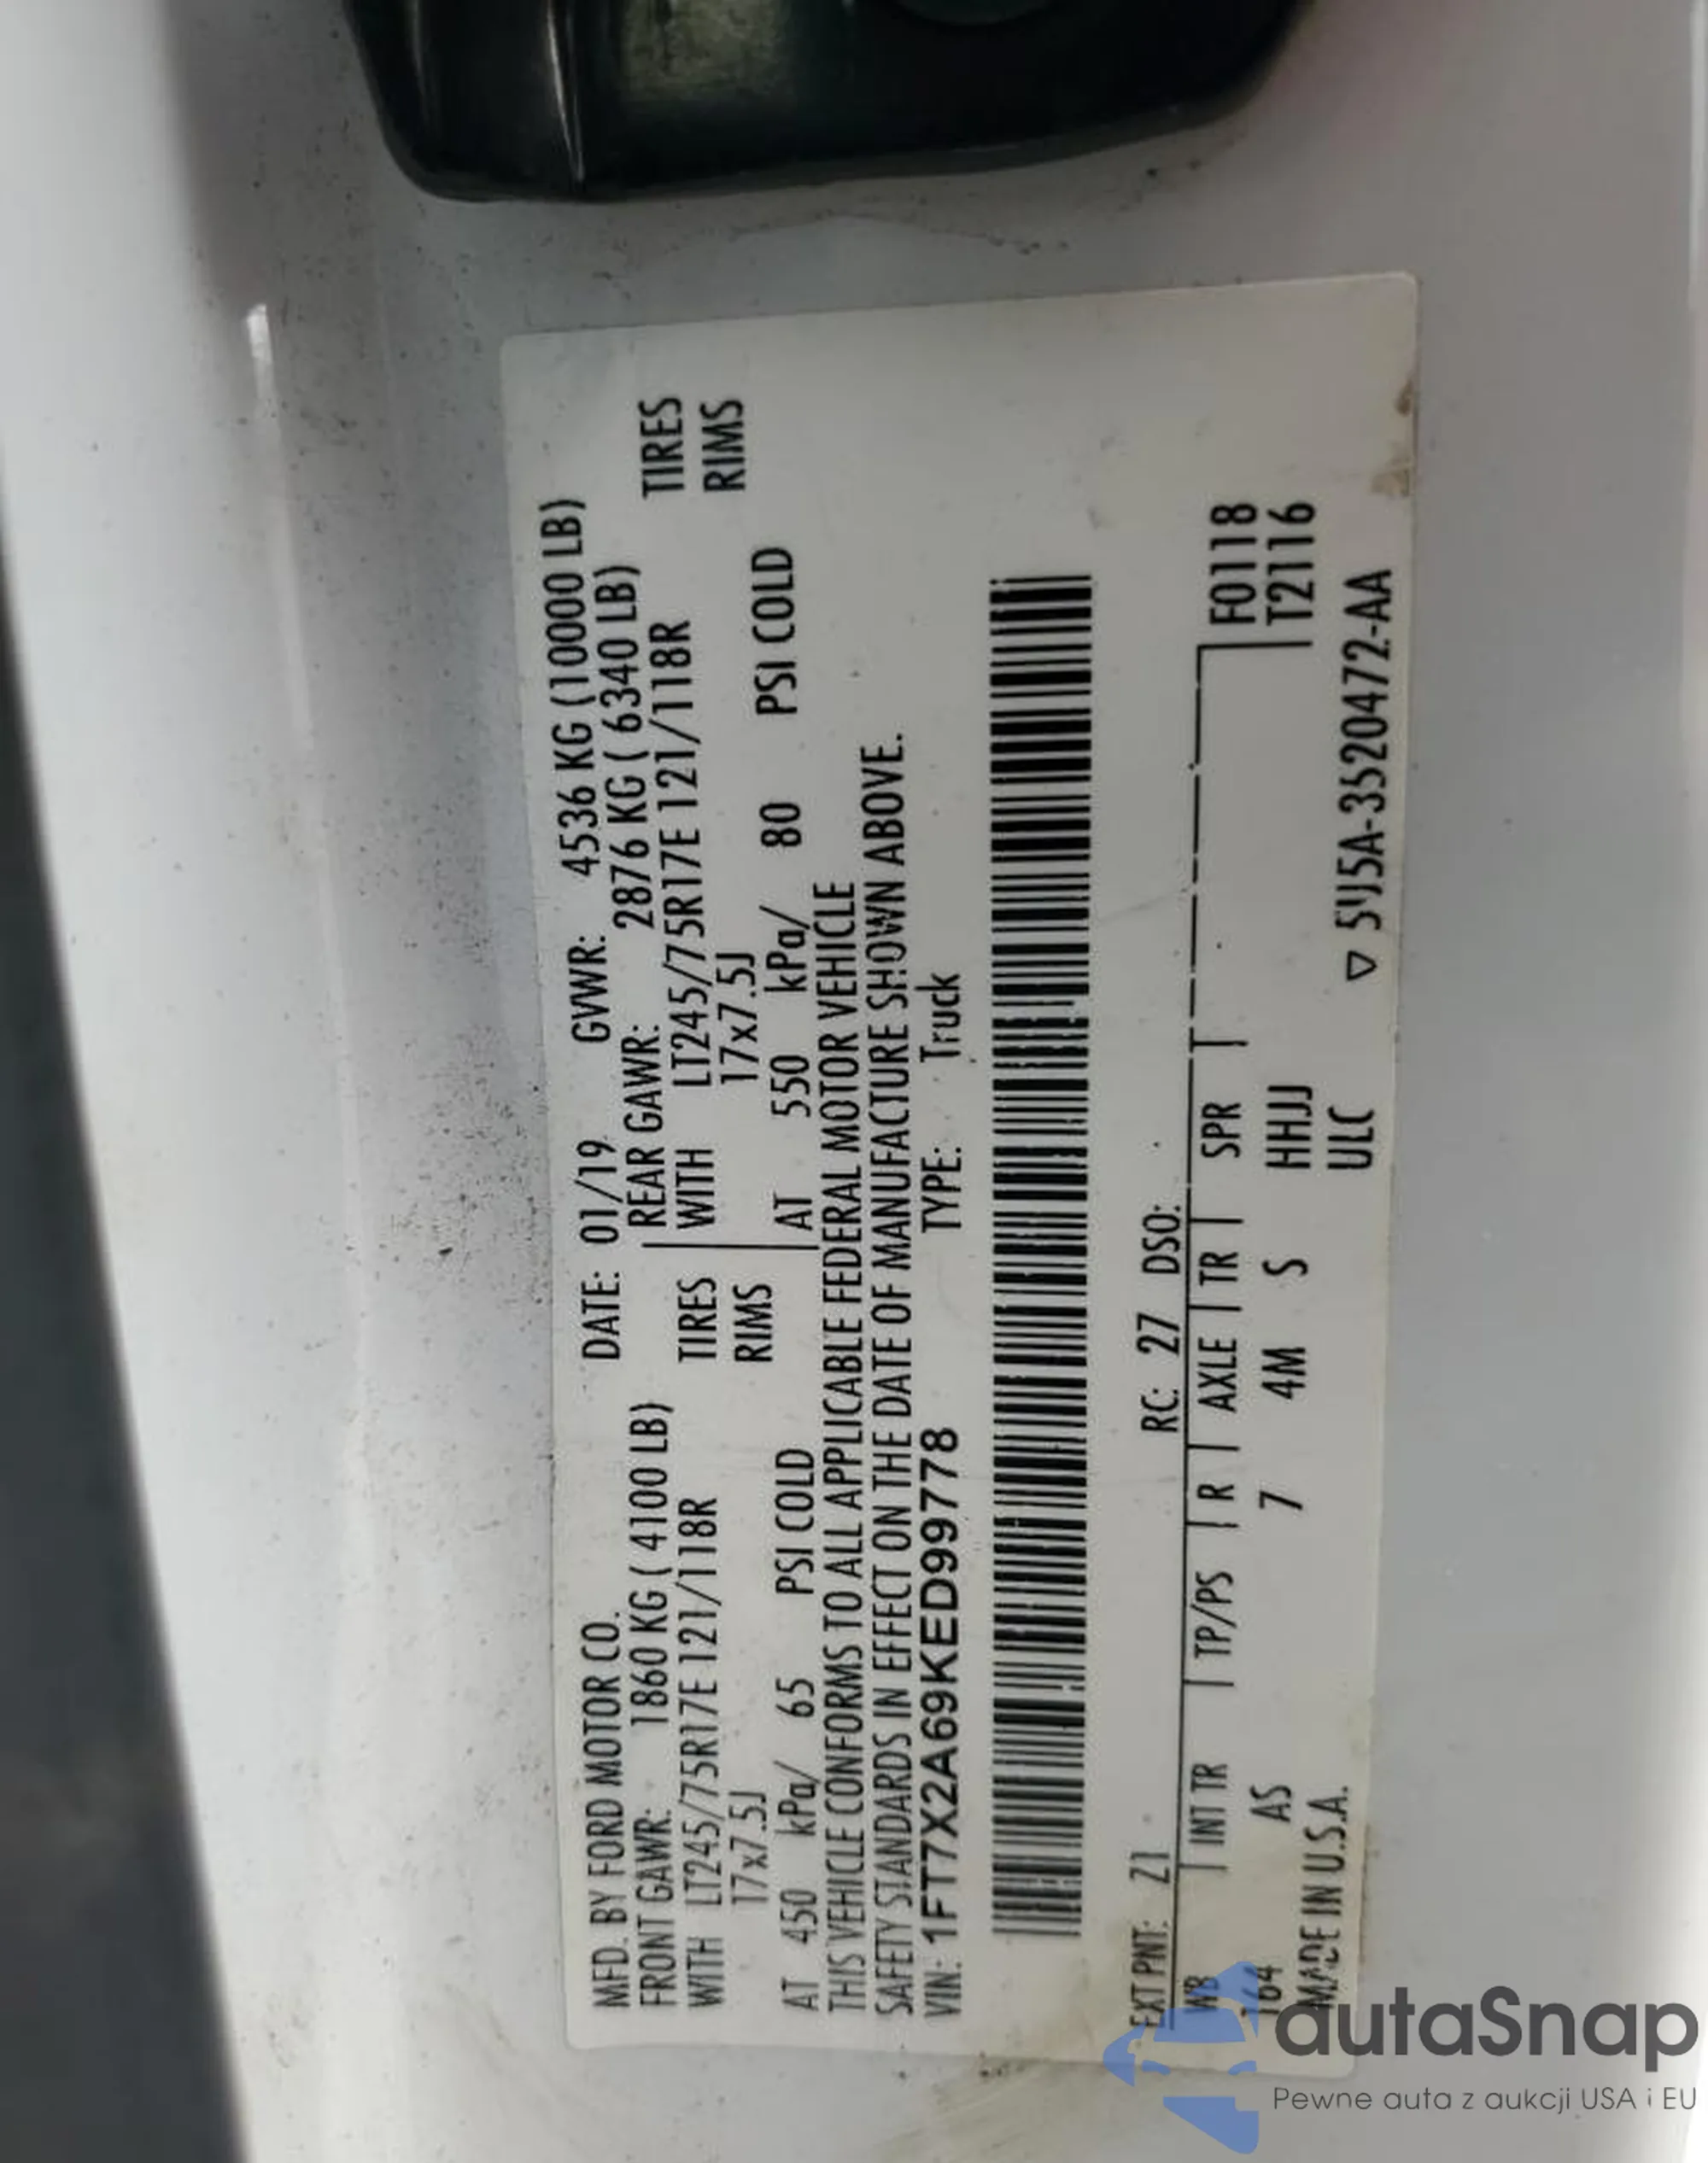 MFD. BY FORD MOTOR CO. DATE: 01/19 GVWR: 4536 KG (10000 LB)
FRONT GAWR: 1860 KG ( 4100 LB) REAR GAWR: 2876 KG ( 6340 LB)
WITH LT245/75R17E 121/118R TIRES WITH LT245/75R17E 121/118R TIRES
17x7.5J RIMS 17x7.5J RIMS
AT 450 kPa/ 65 PSI COLD AT 550 kPa/ 80 PSI COLD
THIS VEHICLE CONFORMS TO ALL APPLICABLE FEDERAL MOTOR VEHICLE
SAFETY STANDARDS IN EFFECT ON THE DATE OF MANUFACTURE SHOWN ABOVE.
VIN: 1FT7X2A69KED99778 TYPE: Truck
EXT PNT: Z1 RC: 27 DSO:
WB INT TR TP/PS R AXLE TR SPR F0118
164 AS 7 4M S HHJJ T2116
MADE IN U.S.A. ULC
5U5A-3520472-AA
autaSnap
Pewne auta z aukcji USA i EU